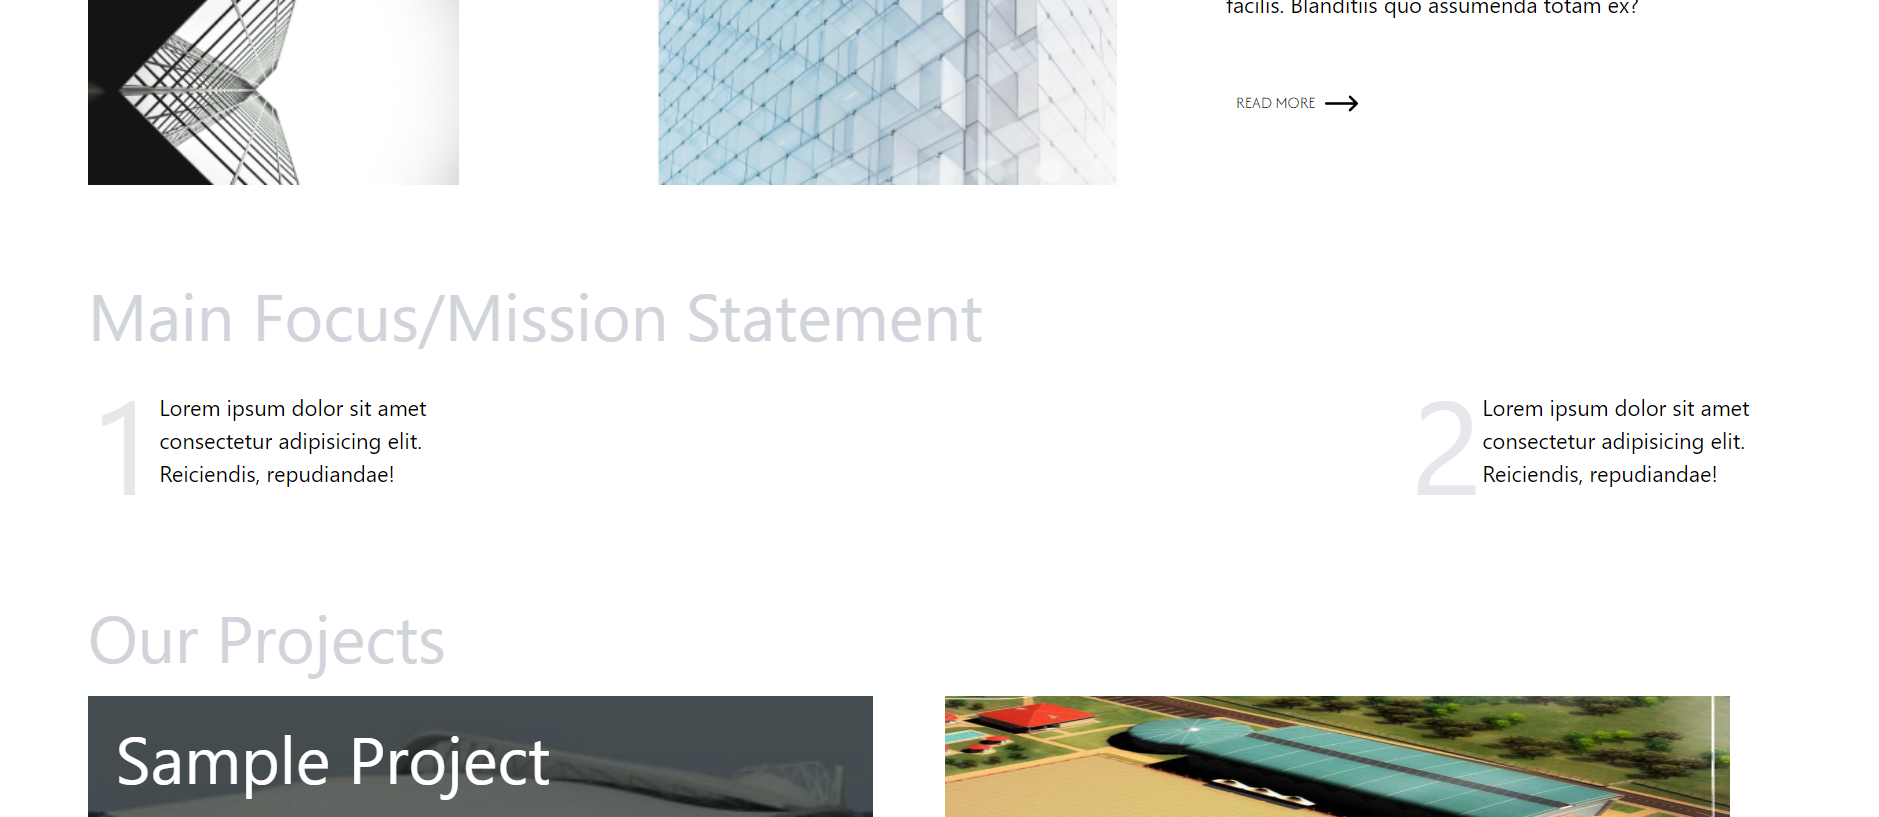 facilis. Blanditiis quo assumenda totam ex?
READ MORE
Main Focus/Mission Statement
1
Lorem ipsum dolor sit amet
consectetur adipisicing elit.
Reiciendis, repudiandae!
2
Lorem ipsum dolor sit amet
consectetur adipisicing elit.
Reiciendis, repudiandae!
Our Projects
Sample Project